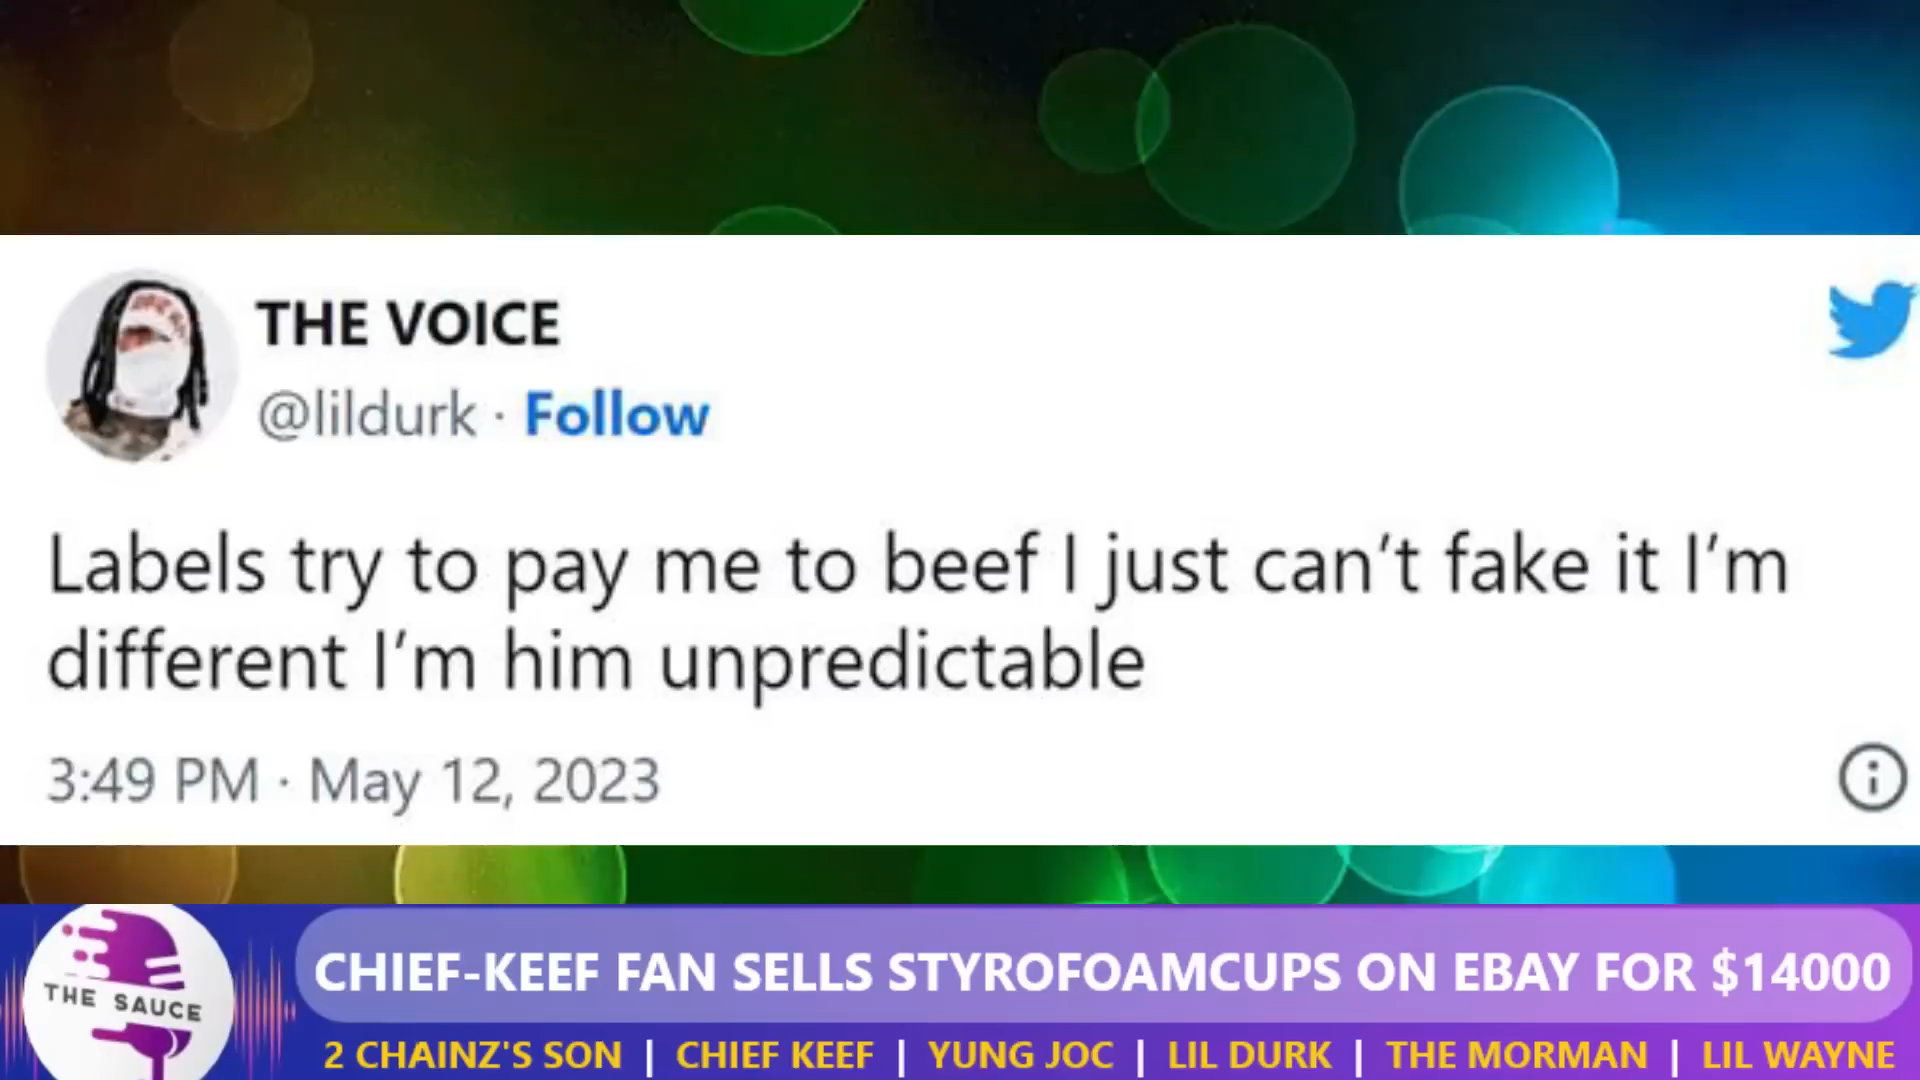 THE VOICE
@lildurk · Follow
Labels try to pay me to beef I just can't fake it I'm
different I'm him unpredictable
3:49 PM · May 12, 2023
THE SAUCE
CHIEF-KEEF FAN SELLS STYROFOAMCUPS ON EBAY FOR $14000
2 CHAINZ'S SON | CHIEF KEEF | YUNG JOC | LIL DURK | THE MORMAN | LIL WAYNE